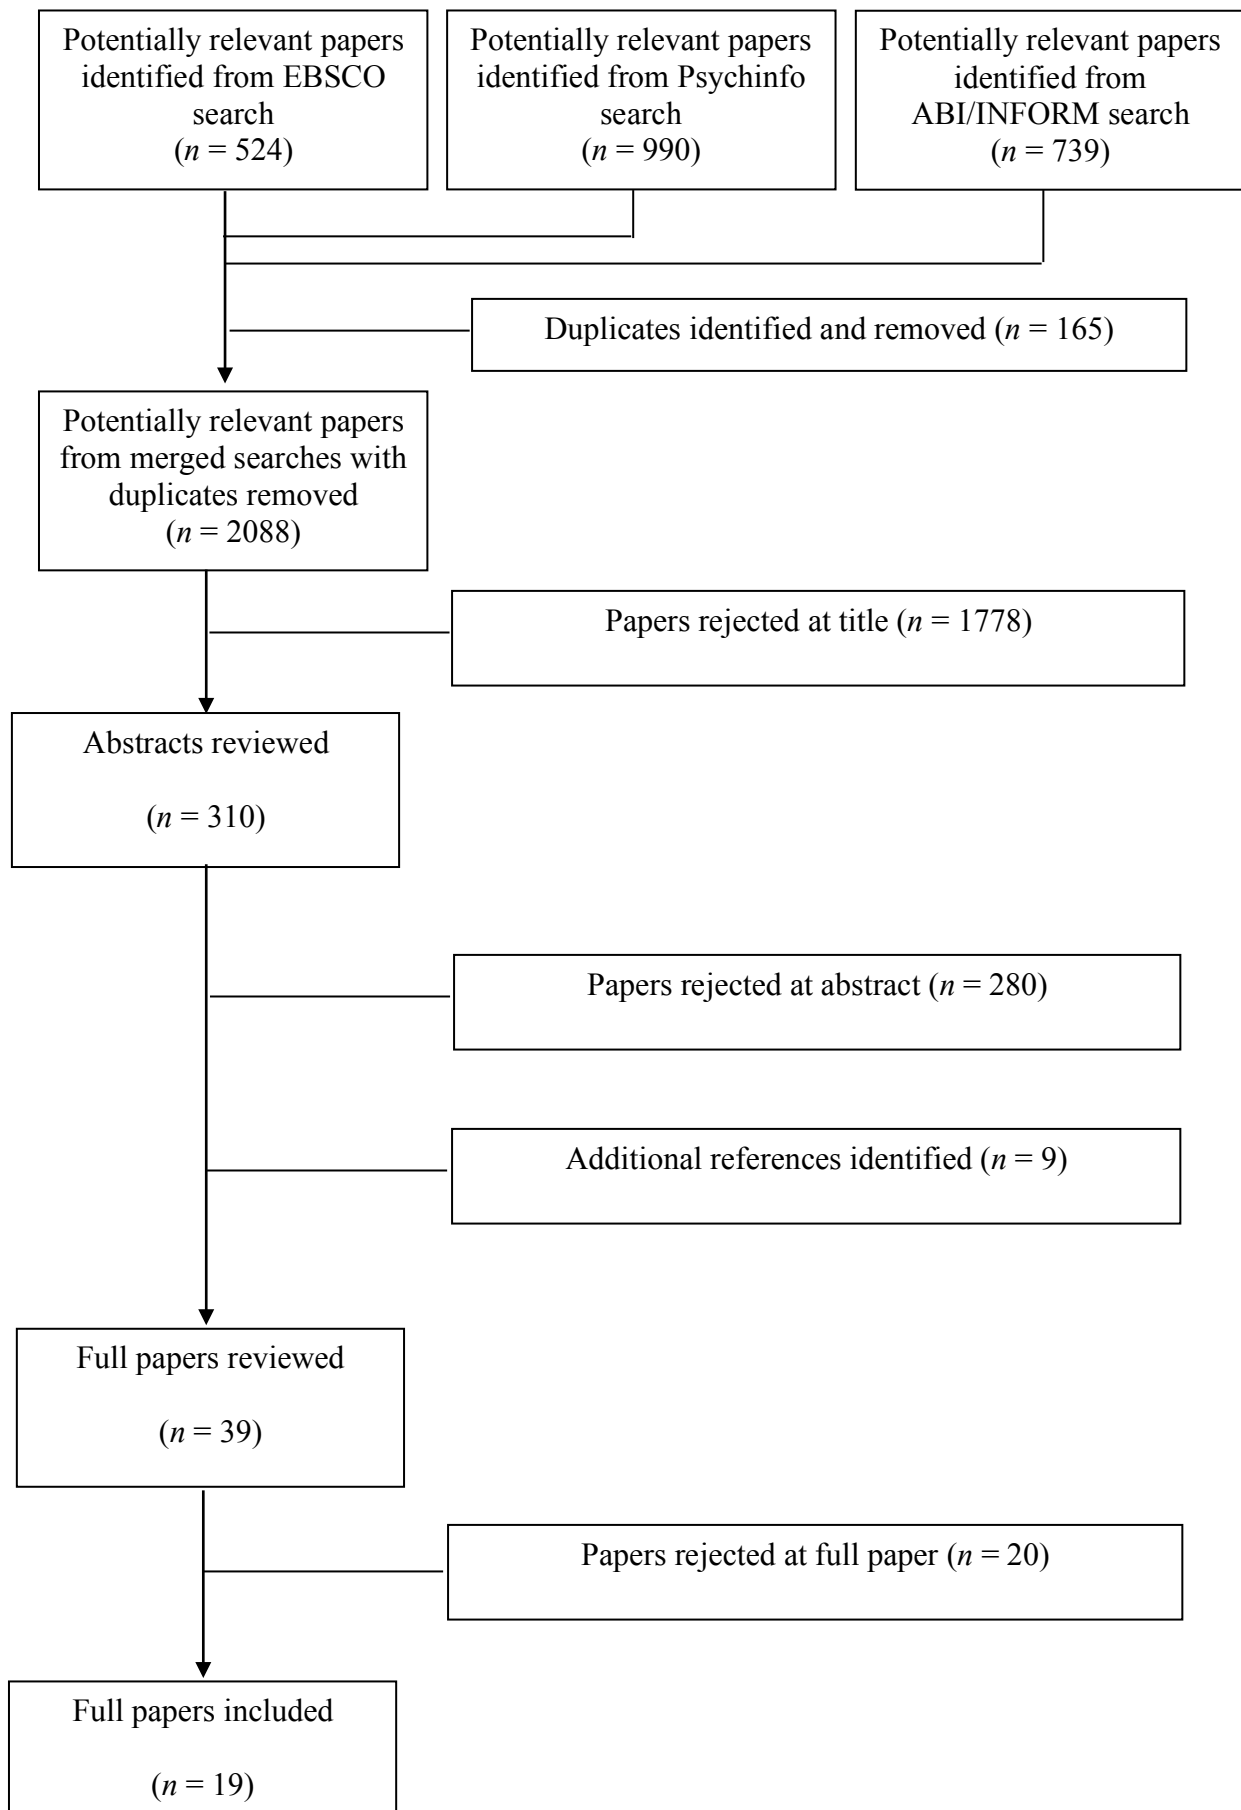 Potentially relevant papers
identified from EBSCO
search
(n = 524)
Potentially relevant papers
identified from Psychinfo
search
(n = 990)
Potentially relevant papers
identified from
ABI/INFORM search
(n = 739)
Duplicates identified and removed (n = 165)
Potentially relevant papers
from merged searches with
duplicates removed
(n = 2088)
Papers rejected at title (n = 1778)
Abstracts reviewed
(n = 310)
Papers rejected at abstract (n = 280)
Additional references identified (n = 9)
Full papers reviewed
(n = 39)
Papers rejected at full paper (n = 20)
Full papers included
(n = 19)